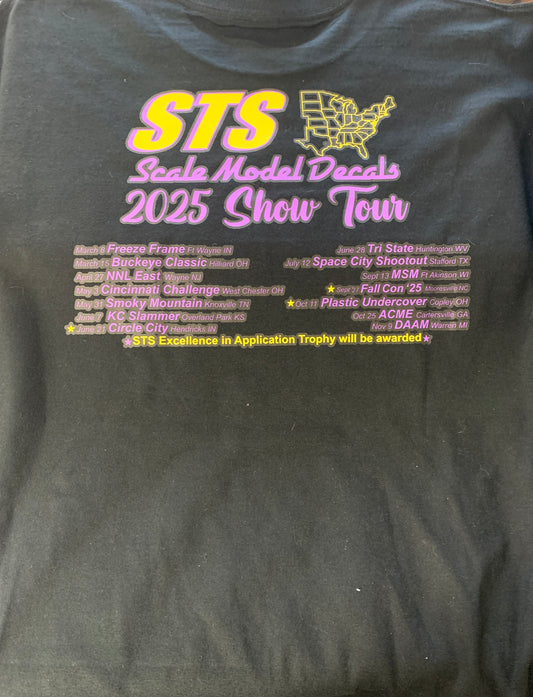 STS
Scale Model Decals
2025 Show Tour
March 8 Freeze Frame Ft Wayne IN
March 15 Buckeye Classic Hilliard OH
April 27 NNL East Wayne NJ
May 3 Cincinnati Challenge West Chester OH
May 31 Smoky Mountain Knoxville TN
June 7 KC Slammer Overland Park KS
June 21 Circle City Hendricks IN
June 28 Tri State Huntington WV
July 12 Space City Shootout Stafford TX
Sept 13 MSM Ft Akinson WI
Fall Con '25 Mooresville NC
Oct 11 Plastic Undercover Copley OH
Oct 25 ACME Cartersville GA
Nov 9 DAAM Warren MI
STS Excellence in Application Trophy will be awarded